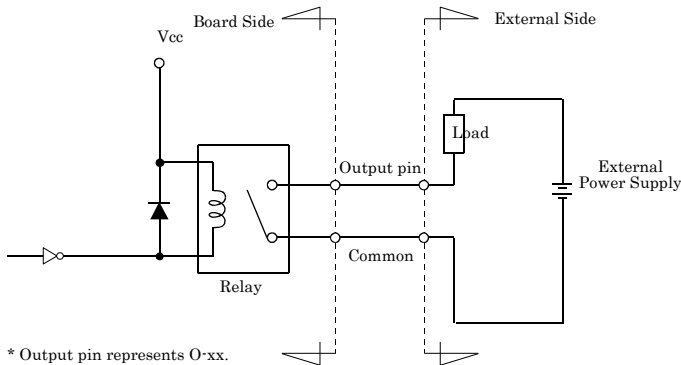 Board Side
External Side
Vcc
Load
Output pin
External
Power Supply
Common
Relay
* Output pin represents O-xx.